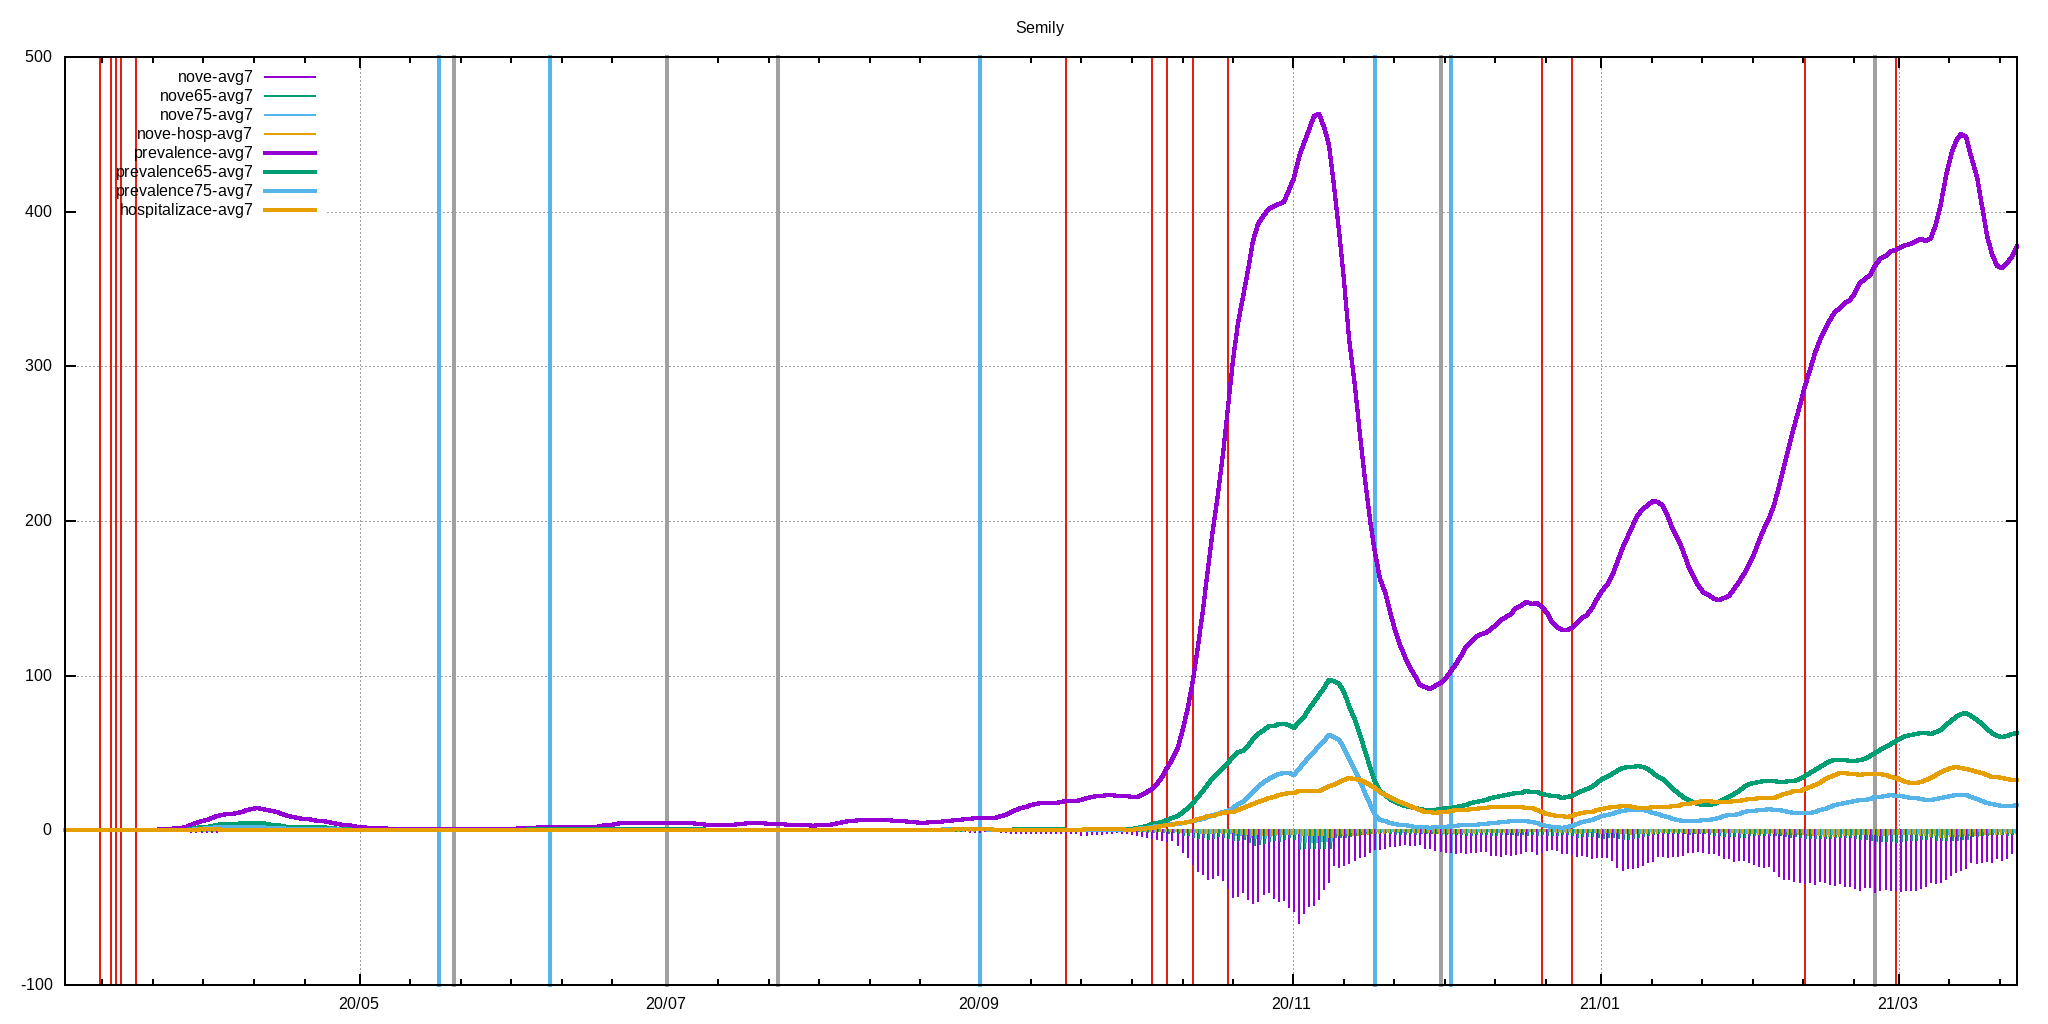 Semily
500
nove-avg7
nove65-avg7
nove75-avg7
nove-hosp-avg7
prevalence-avg7
prevalence65-avg7
prevalence75-avg7
hospitalizace-avg7
400
300
200
100
0
-100
20/05 20/07 20/09 20/11 21/01 21/03